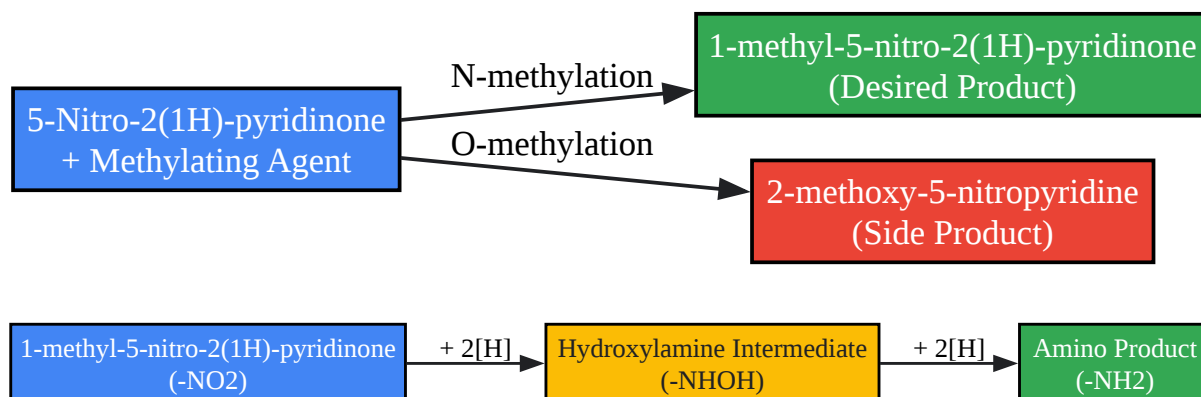 1-methyl-5-nitro-2(1H)-pyridinone
(Desired Product)
N-methylation
5-Nitro-2(1H)-pyridinone
+ Methylating Agent
O-methylation
2-methoxy-5-nitropyridine
(Side Product)
1-methyl-5-nitro-2(1H)-pyridinone
(-NO2)
+ 2[H]
Hydroxylamine Intermediate
(-NHOH)
+ 2[H]
Amino Product
(-NH2)